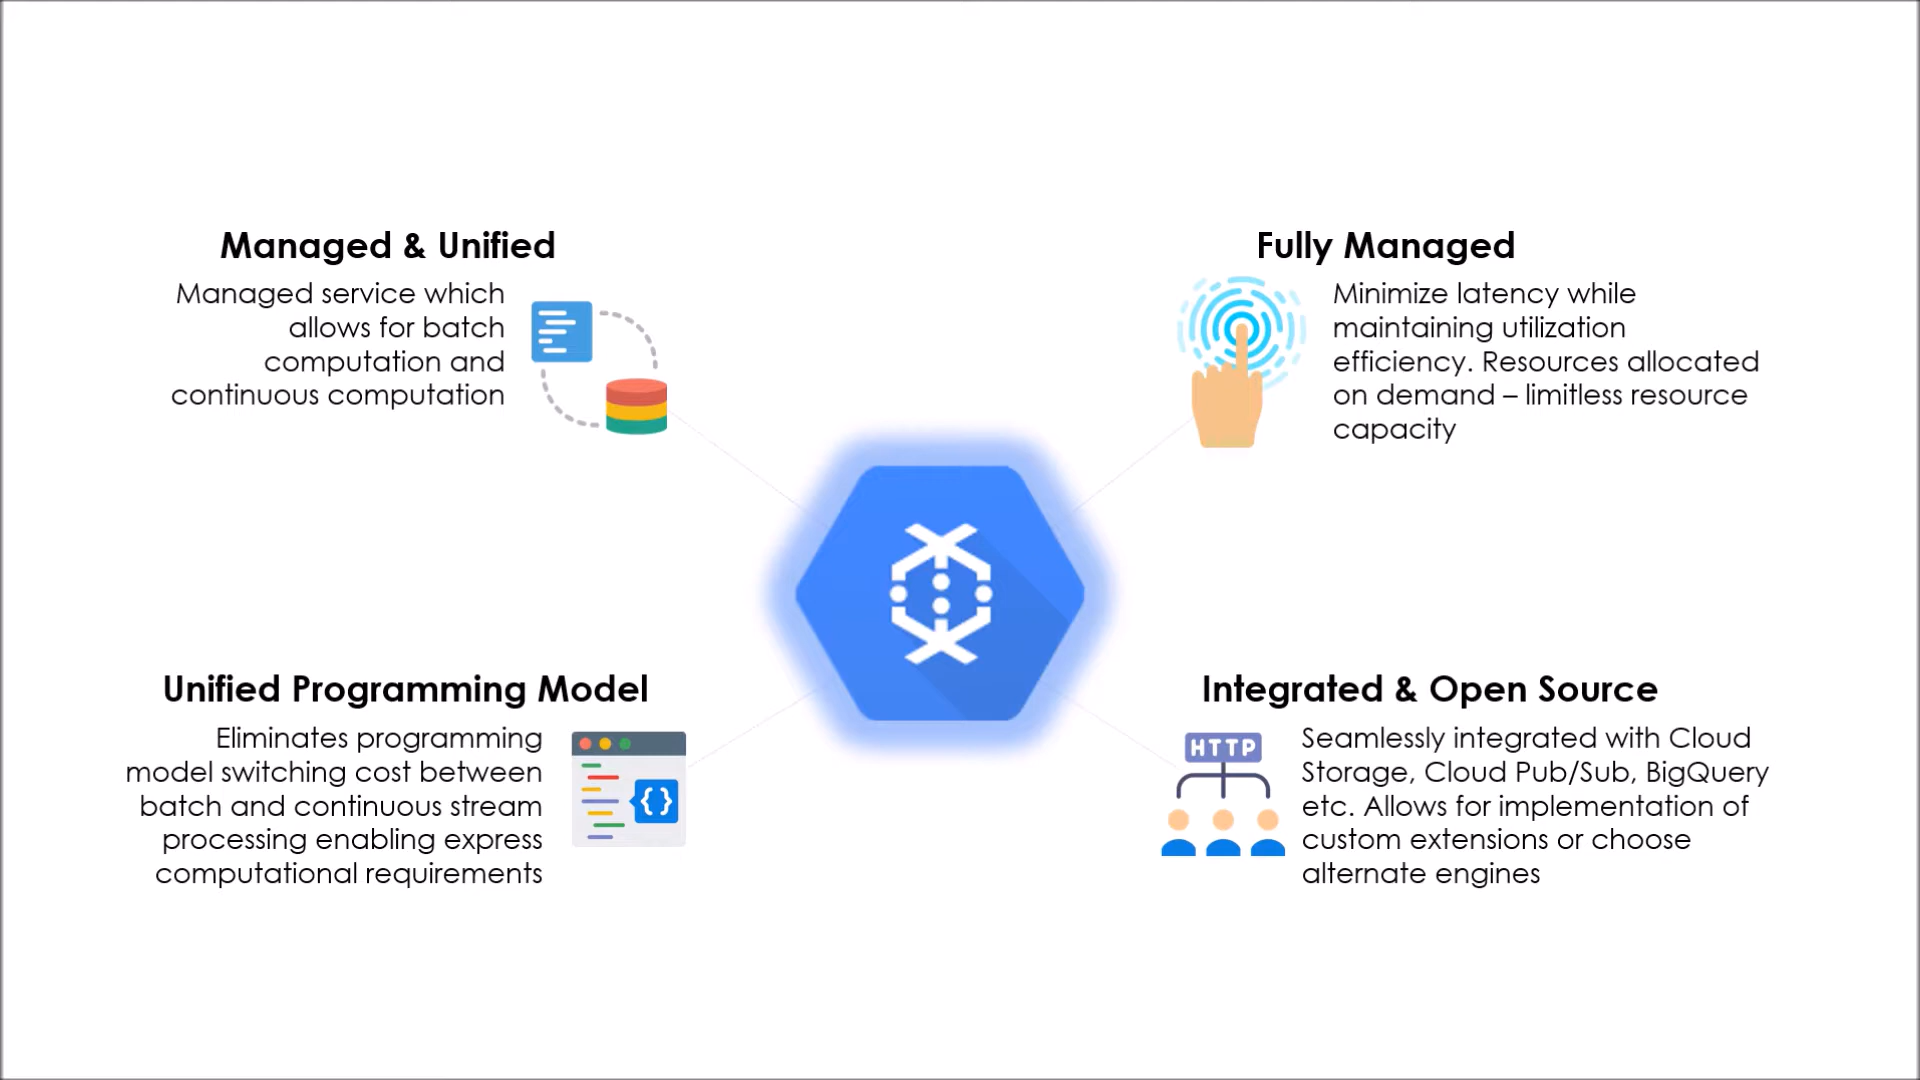 Managed & Unified
Managed service which
allows for batch
computation and
continuous computation
Fully Managed
Minimize latency while
maintaining utilization
efficiency. Resources allocated
on demand – limitless resource
capacity
Unified Programming Model
Eliminates programming
model switching cost between
batch and continuous stream
processing enabling express
computational requirements
Integrated & Open Source
HTTP
Seamlessly integrated with Cloud
Storage, Cloud Pub/Sub, BigQuery
etc. Allows for implementation of
custom extensions or choose
alternate engines